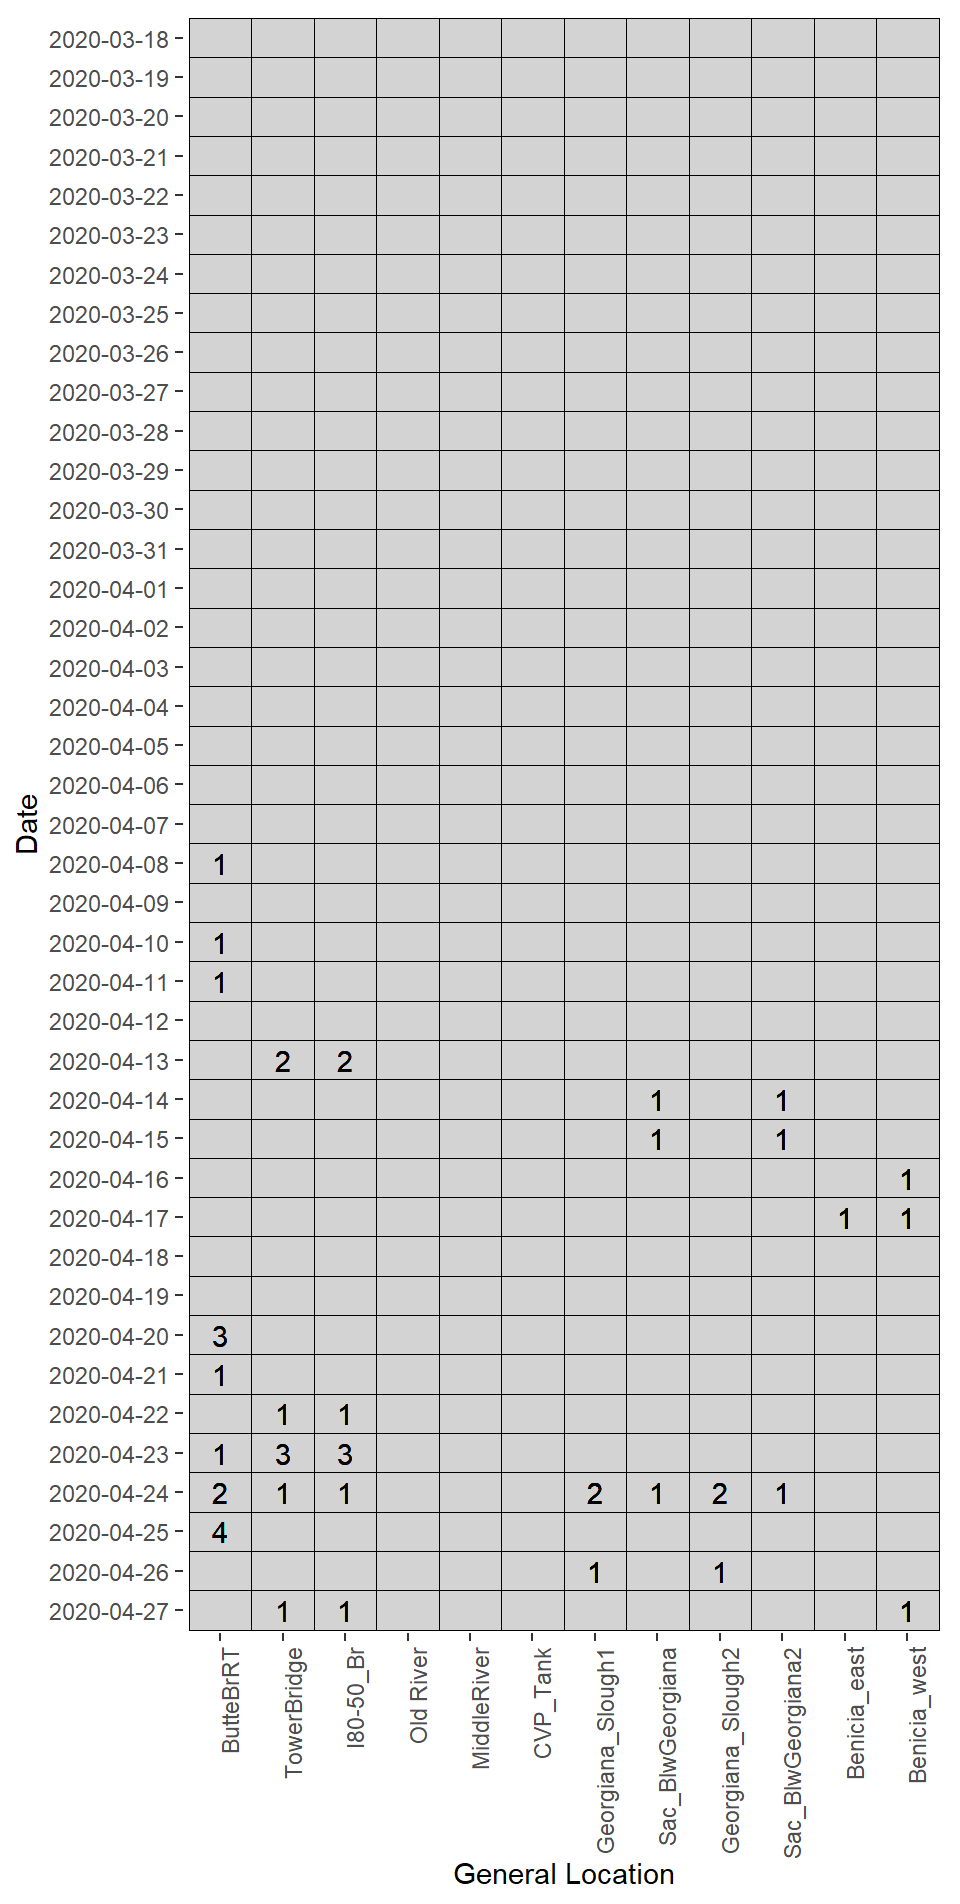 2020-03-18
2020-03-19
2020-03-20
2020-03-21
2020-03-22
2020-03-23
2020-03-24
2020-03-25
2020-03-26
2020-03-27
2020-03-28
2020-03-29
2020-03-30
2020-03-31
2020-04-01
2020-04-02
2020-04-03
2020-04-04
2020-04-05
2020-04-06
2020-04-07
2020-04-08 1
2020-04-09
2020-04-10 1
2020-04-11 1
2020-04-12
2020-04-13 2 2
2020-04-14 1 1
2020-04-15 1 1
2020-04-16 1
2020-04-17 1 1
2020-04-18
2020-04-19
2020-04-20 3
2020-04-21 1
2020-04-22 1 1
2020-04-23 1 3 3
2020-04-24 2 1 1 2 1 2 1
2020-04-25 4
2020-04-26 1 1
2020-04-27 1 1 1
Date
ButteBrRT
TowerBridge
I80-50_Br
Old River
MiddleRiver
CVP_Tank
Georgiana_Slough1
Sac_BlwGeorgiana
Georgiana_Slough2
Sac_BlwGeorgiana2
Benicia_east
Benicia_west
General Location